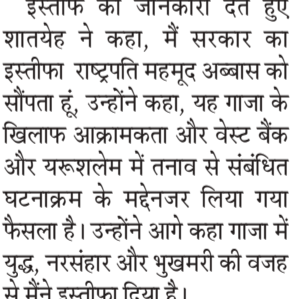 इस्तीफे की जानकारी देते हुए
शातयेह ने कहा, मैं सरकार का
इस्तीफा राष्ट्रपति महमूद अब्बास को
सौंपता हूं, उन्होंने कहा, यह गाजा के
खिलाफ आक्रामकता और वेस्ट बैंक
और यरूशलेम में तनाव से संबंधित
घटनाक्रम के मद्देनजर लिया गया
फैसला है। उन्होंने आगे कहा गाजा में
युद्ध, नरसंहार और भुखमरी की वजह
से मैंने इस्तीफा दिया है।